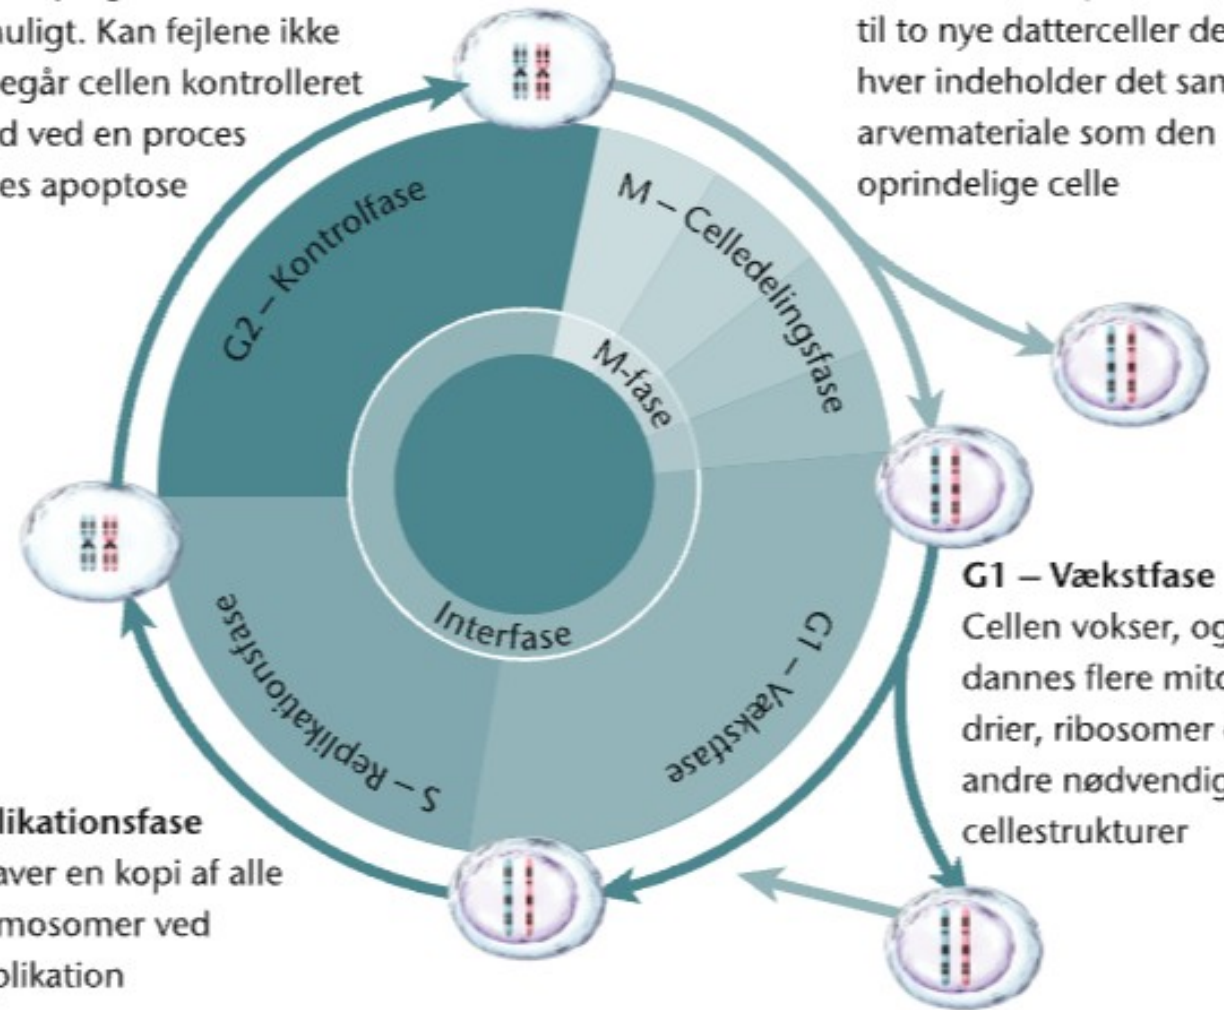 muligt. Kan fejlene ikke
egår cellen kontrolleret
d ved en proces
es apoptose
til to nye datterceller de
hver indeholder det sam
arvemateriale som den
oprindelige celle
G2 – Kontrolfase
M – Celledelingsfase
M-fase
Interfase
G1 – Vækstfase
S – Replikationsfase
G1 – Vækstfase
Cellen vokser, og
dannes flere mito
drier, ribosomer
andre nødvendig
cellestrukturer
likationsfase
aver en kopi af alle
mosomer ved
plikation